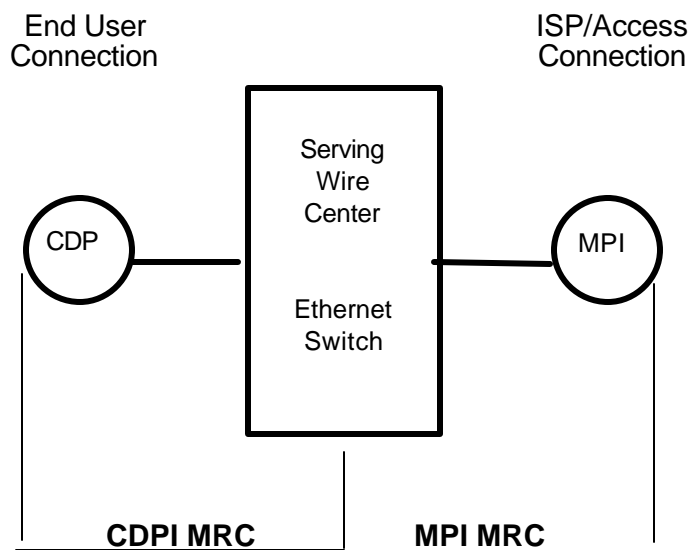 End User
Connection
ISP/Access
Connection
Serving
Wire
Center
CDP
MPI
Ethernet
Switch
CDPI MRC
MPI MRC